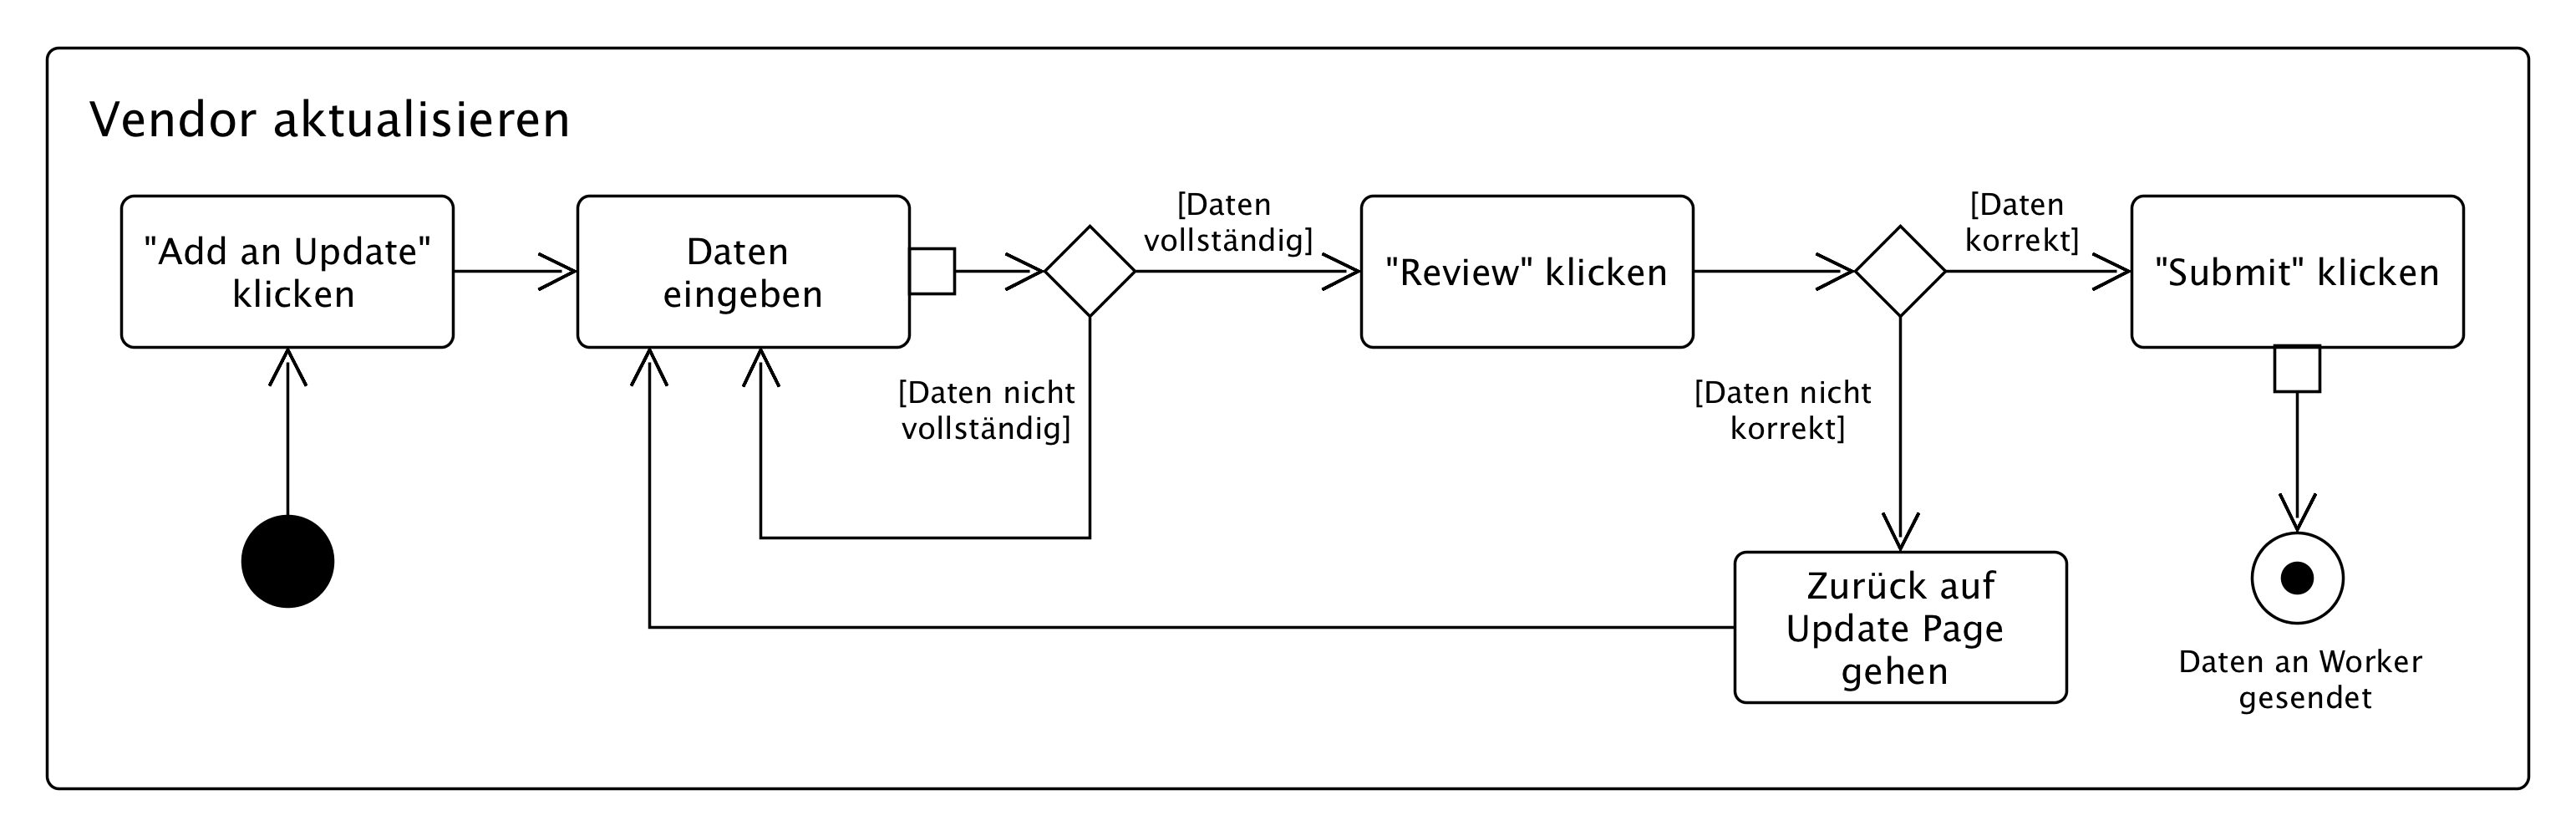 Vendor aktualisieren
"Add an Update"
klicken
Daten
eingeben
[Daten
vollständig]
"Review" klicken
[Daten
korrekt]
"Submit" klicken
[Daten nicht
vollständig]
[Daten nicht
korrekt]
Zurück auf
Update Page
gehen
Daten an Worker
gesendet